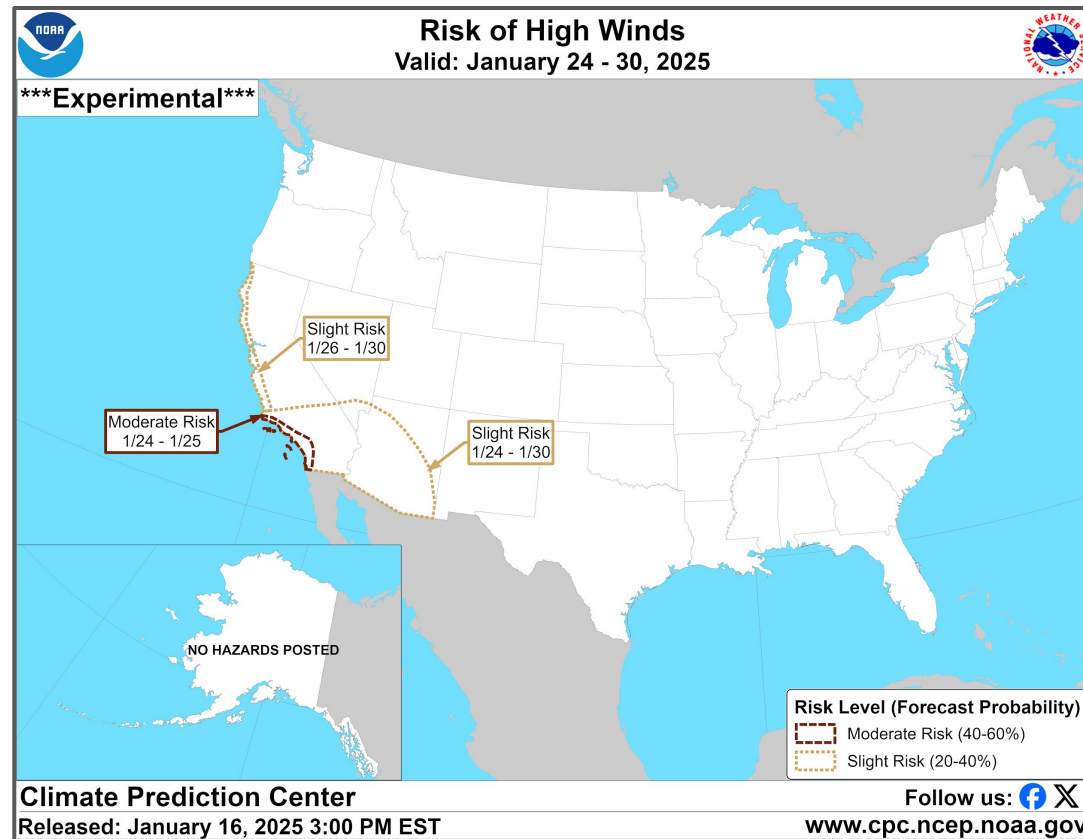 NOAA
Risk of High Winds
Valid: January 24 - 30, 2025
NATIONAL WEATHER SERVICE
***Experimental***
Slight Risk
1/26 - 1/30
Moderate Risk
1/24 - 1/25
Slight Risk
1/24 - 1/30
NO HAZARDS POSTED
Risk Level (Forecast Probability)
Moderate Risk (40-60%)
Slight Risk (20-40%)
Climate Prediction Center
Follow us:
Released: January 16, 2025 3:00 PM EST
www.cpc.ncep.noaa.gov